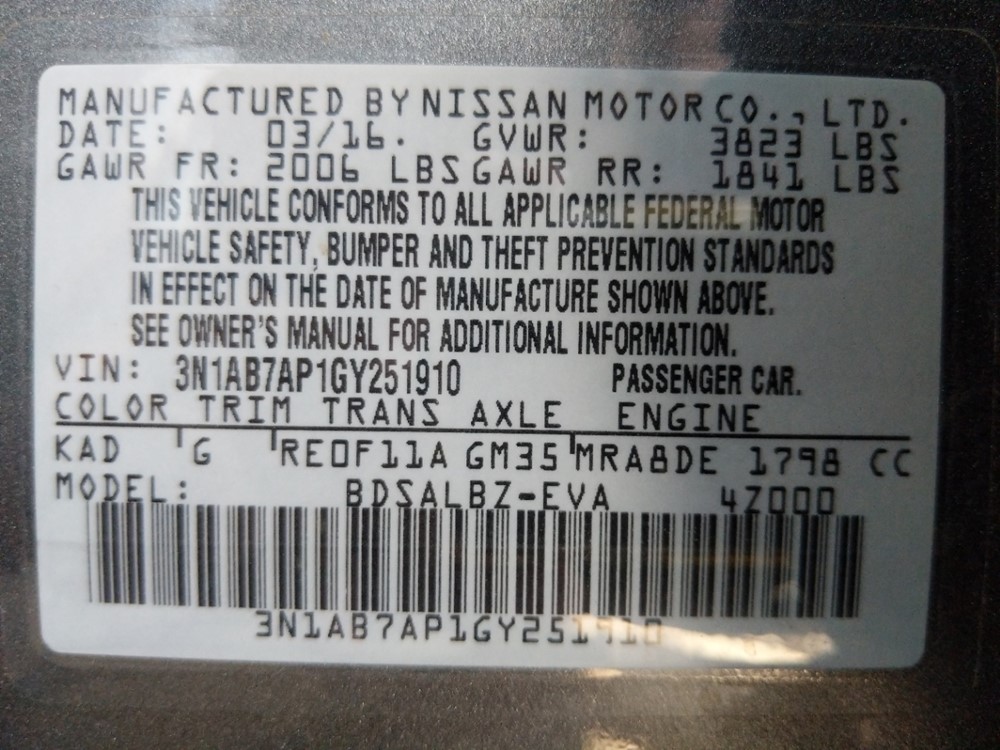 MANUFACTURED BY NISSAN MOTOR CO., LTD.
DATE: 03/16. GVWR: 3823 LBS
GAWR FR: 2006 LBS GAWR RR: 1841 LBS
THIS VEHICLE CONFORMS TO ALL APPLICABLE FEDERAL MOTOR
VEHICLE SAFETY, BUMPER AND THEFT PREVENTION STANDARDS
IN EFFECT ON THE DATE OF MANUFACTURE SHOWN ABOVE.
SEE OWNER'S MANUAL FOR ADDITIONAL INFORMATION.
VIN: 3N1AB7AP1GY251910 PASSENGER CAR.
COLOR TRIM TRANS AXLE ENGINE
KAD G RE0F11A GM35 MRA8DE 1798 CC
MODEL: BDSALBZ-EVA 4Z000
3N1AB7AP1GY251910